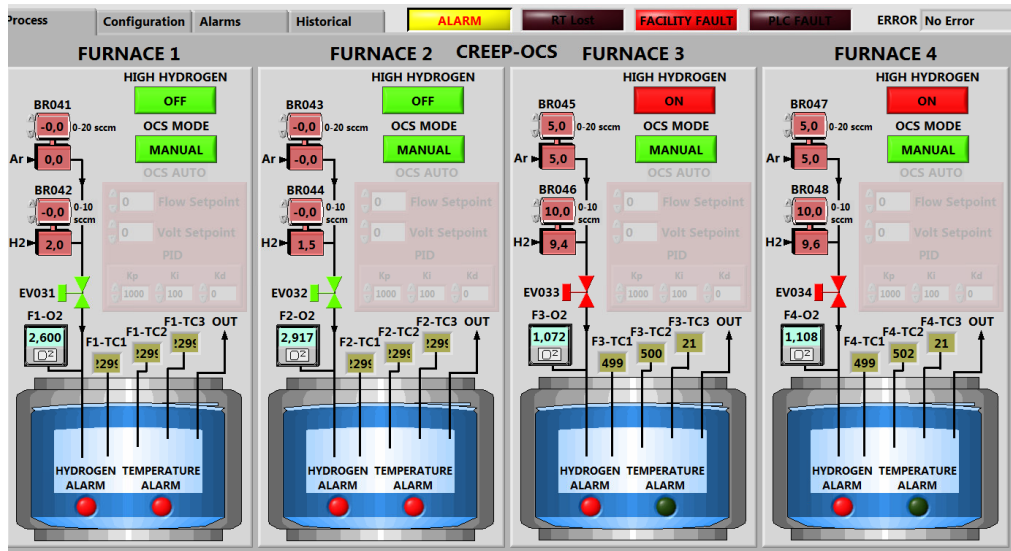 Process Configuration Alarms Historical ALARM RT Lost FACILITY FAULT PLC FAULT ERROR No Error
CREEP-OCS
FURNACE 1
HIGH HYDROGEN
OFF
BR041
-0,0 0-20 sccm
OCS MODE
MANUAL
Ar 0,0
OCS AUTO
BR042
-0,0 0-10 sccm
0 Flow Setpoint
0 Volt Setpoint
H2 2,0
PID
Kp Ki Kd
1000 100 0
EV031
F1-O2
2,600
O2
F1-TC1
F1-TC2
F1-TC3
OUT
HYDROGEN ALARM
TEMPERATURE ALARM
FURNACE 2
HIGH HYDROGEN
OFF
BR043
-0,0 0-20 sccm
OCS MODE
MANUAL
Ar -0,0
OCS AUTO
BR044
-0,0 0-10 sccm
0 Flow Setpoint
0 Volt Setpoint
H2 1,5
PID
Kp Ki Kd
1000 100 0
EV032
F2-O2
2,917
O2
F2-TC1
F2-TC2
F2-TC3
OUT
HYDROGEN ALARM
TEMPERATURE ALARM
FURNACE 3
HIGH HYDROGEN
ON
BR045
5,0 0-20 sccm
OCS MODE
MANUAL
Ar 5,0
OCS AUTO
BR046
10,0 0-10 sccm
0 Flow Setpoint
0 Volt Setpoint
H2 9,4
PID
Kp Ki Kd
1000 100 0
EV033
F3-O2
1,072
O2
F3-TC1
499
F3-TC2
500
F3-TC3
21
OUT
HYDROGEN ALARM
TEMPERATURE ALARM
FURNACE 4
HIGH HYDROGEN
ON
BR047
5,0 0-20 sccm
OCS MODE
MANUAL
Ar 5,0
OCS AUTO
BR048
10,0 0-10 sccm
0 Flow Setpoint
0 Volt Setpoint
H2 9,6
PID
Kp Ki Kd
1000 100 0
EV034
F4-O2
1,108
O2
F4-TC1
499
F4-TC2
502
F4-TC3
21
OUT
HYDROGEN ALARM
TEMPERATURE ALARM